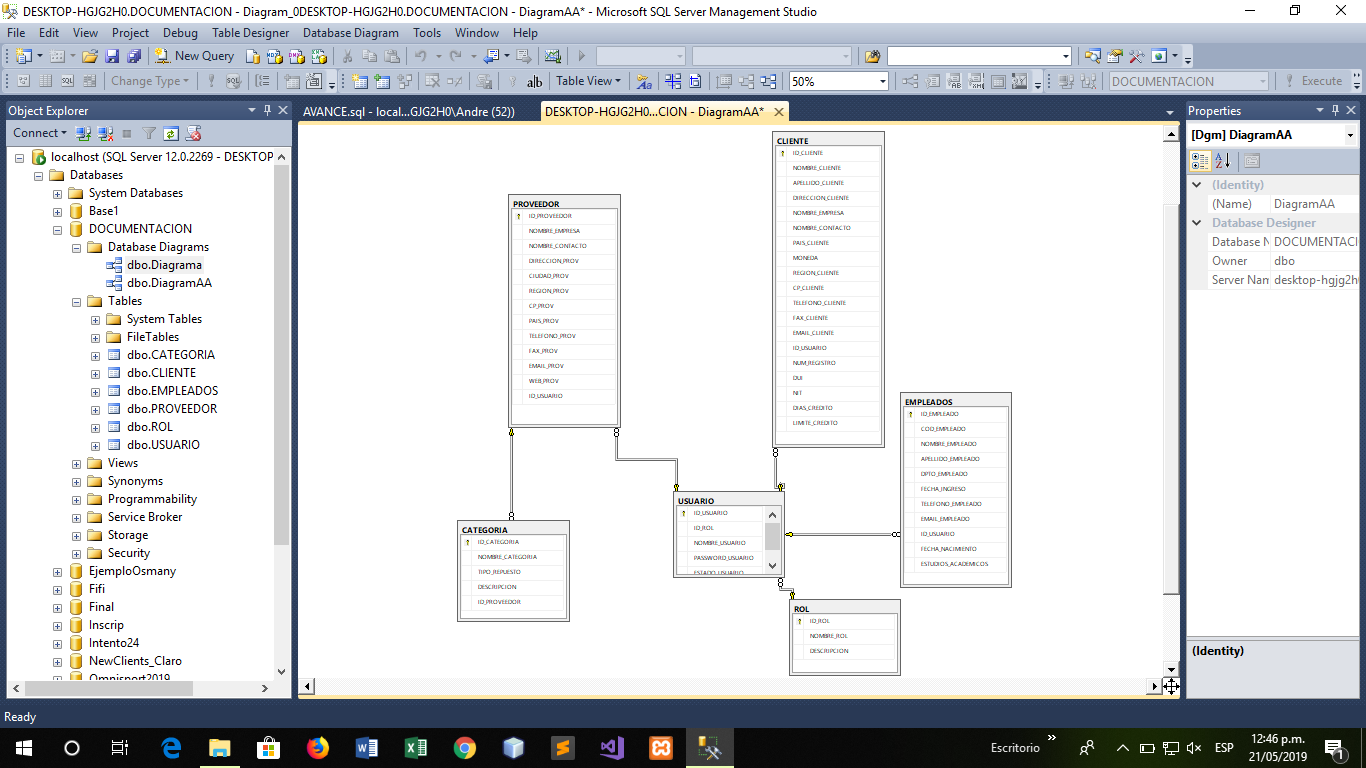 DESKTOP-HGJG2H0.DOCUMENTACION - Diagram_0DESKTOP-HGJG2H0.DOCUMENTACION - DiagramAA* - Microsoft SQL Server Management Studio
File Edit View Project Debug Table Designer Database Diagram Tools Window Help
New Query
Change Type Table View 50% DOCUMENTACION Execute
Object Explorer
Connect
localhost (SQL Server 12.0.2269 - DESKTOP
Databases
System Databases
Base1
DOCUMENTACION
Database Diagrams
dbo.Diagrama
dbo.DiagramAA
Tables
System Tables
FileTables
dbo.CATEGORIA
dbo.CLIENTE
dbo.EMPLEADOS
dbo.PROVEEDOR
dbo.ROL
dbo.USUARIO
Views
Synonyms
Programmability
Service Broker
Storage
Security
EjemploOsmany
Fifi
Final
Inscrip
Intento24
NewClients_Claro
Omnisport2019
AVANCE.sql - local...GJG2H0\Andre (52))
DESKTOP-HGJG2H0...CION - DiagramAA*
PROVEEDOR
ID_PROVEEDOR
NOMBRE_EMPRESA
NOMBRE_CONTACTO
DIRECCION_PROV
CIUDAD_PROV
REGION_PROV
CP_PROV
PAIS_PROV
TELEFONO_PROV
FAX_PROV
EMAIL_PROV
WEB_PROV
ID_USUARIO
CLIENTE
ID_CLIENTE
NOMBRE_CLIENTE
APELLIDO_CLIENTE
DIRECCION_CLIENTE
NOMBRE_EMPRESA
NOMBRE_CONTACTO
PAIS_CLIENTE
MONEDA
REGION_CLIENTE
CP_CLIENTE
TELEFONO_CLIENTE
FAX_CLIENTE
EMAIL_CLIENTE
ID_USUARIO
NUM_REGISTRO
DUI
NIT
DIAS_CREDITO
LIMITE_CREDITO
EMPLEADOS
ID_EMPLEADO
COD_EMPLEADO
NOMBRE_EMPLEADO
APELLIDO_EMPLEADO
DPTO_EMPLEADO
FECHA_INGRESO
TELEFONO_EMPLEADO
EMAIL_EMPLEADO
ID_USUARIO
FECHA_NACIMIENTO
ESTUDIOS_ACADEMICOS
CATEGORIA
ID_CATEGORIA
NOMBRE_CATEGORIA
TIPO_REPUESTO
DESCRIPCION
ID_PROVEEDOR
USUARIO
ID_USUARIO
ID_ROL
NOMBRE_USUARIO
PASSWORD_USUARIO
ESTADO_USUARIO
ROL
ID_ROL
NOMBRE_ROL
DESCRIPCION
Properties
[Dgm] DiagramAA
(Identity)
(Name) DiagramAA
Database Designer
Database N DOCUMENTACI
Owner dbo
Server Nam desktop-hgjg2h
(Identity)
Ready
Escritorio
ESP
12:46 p.m.
21/05/2019
1